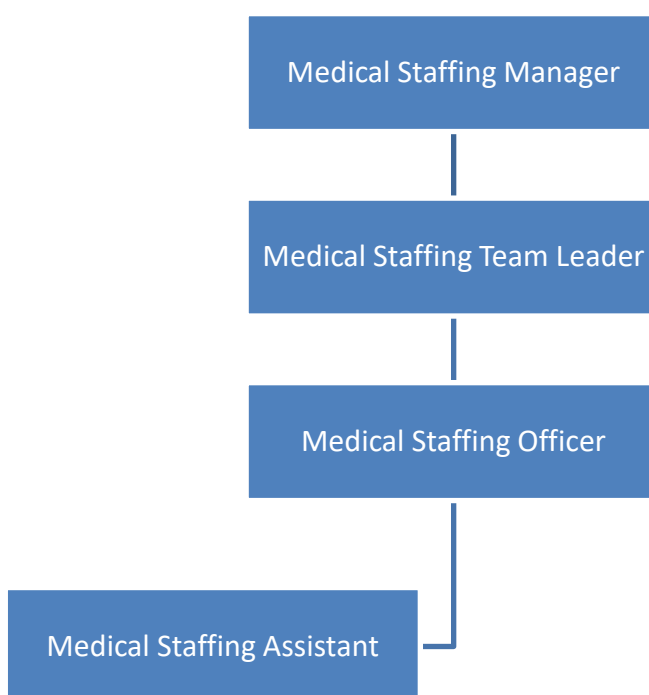 Medical Staffing Manager
Medical Staffing Team Leader
Medical Staffing Officer
Medical Staffing Assistant